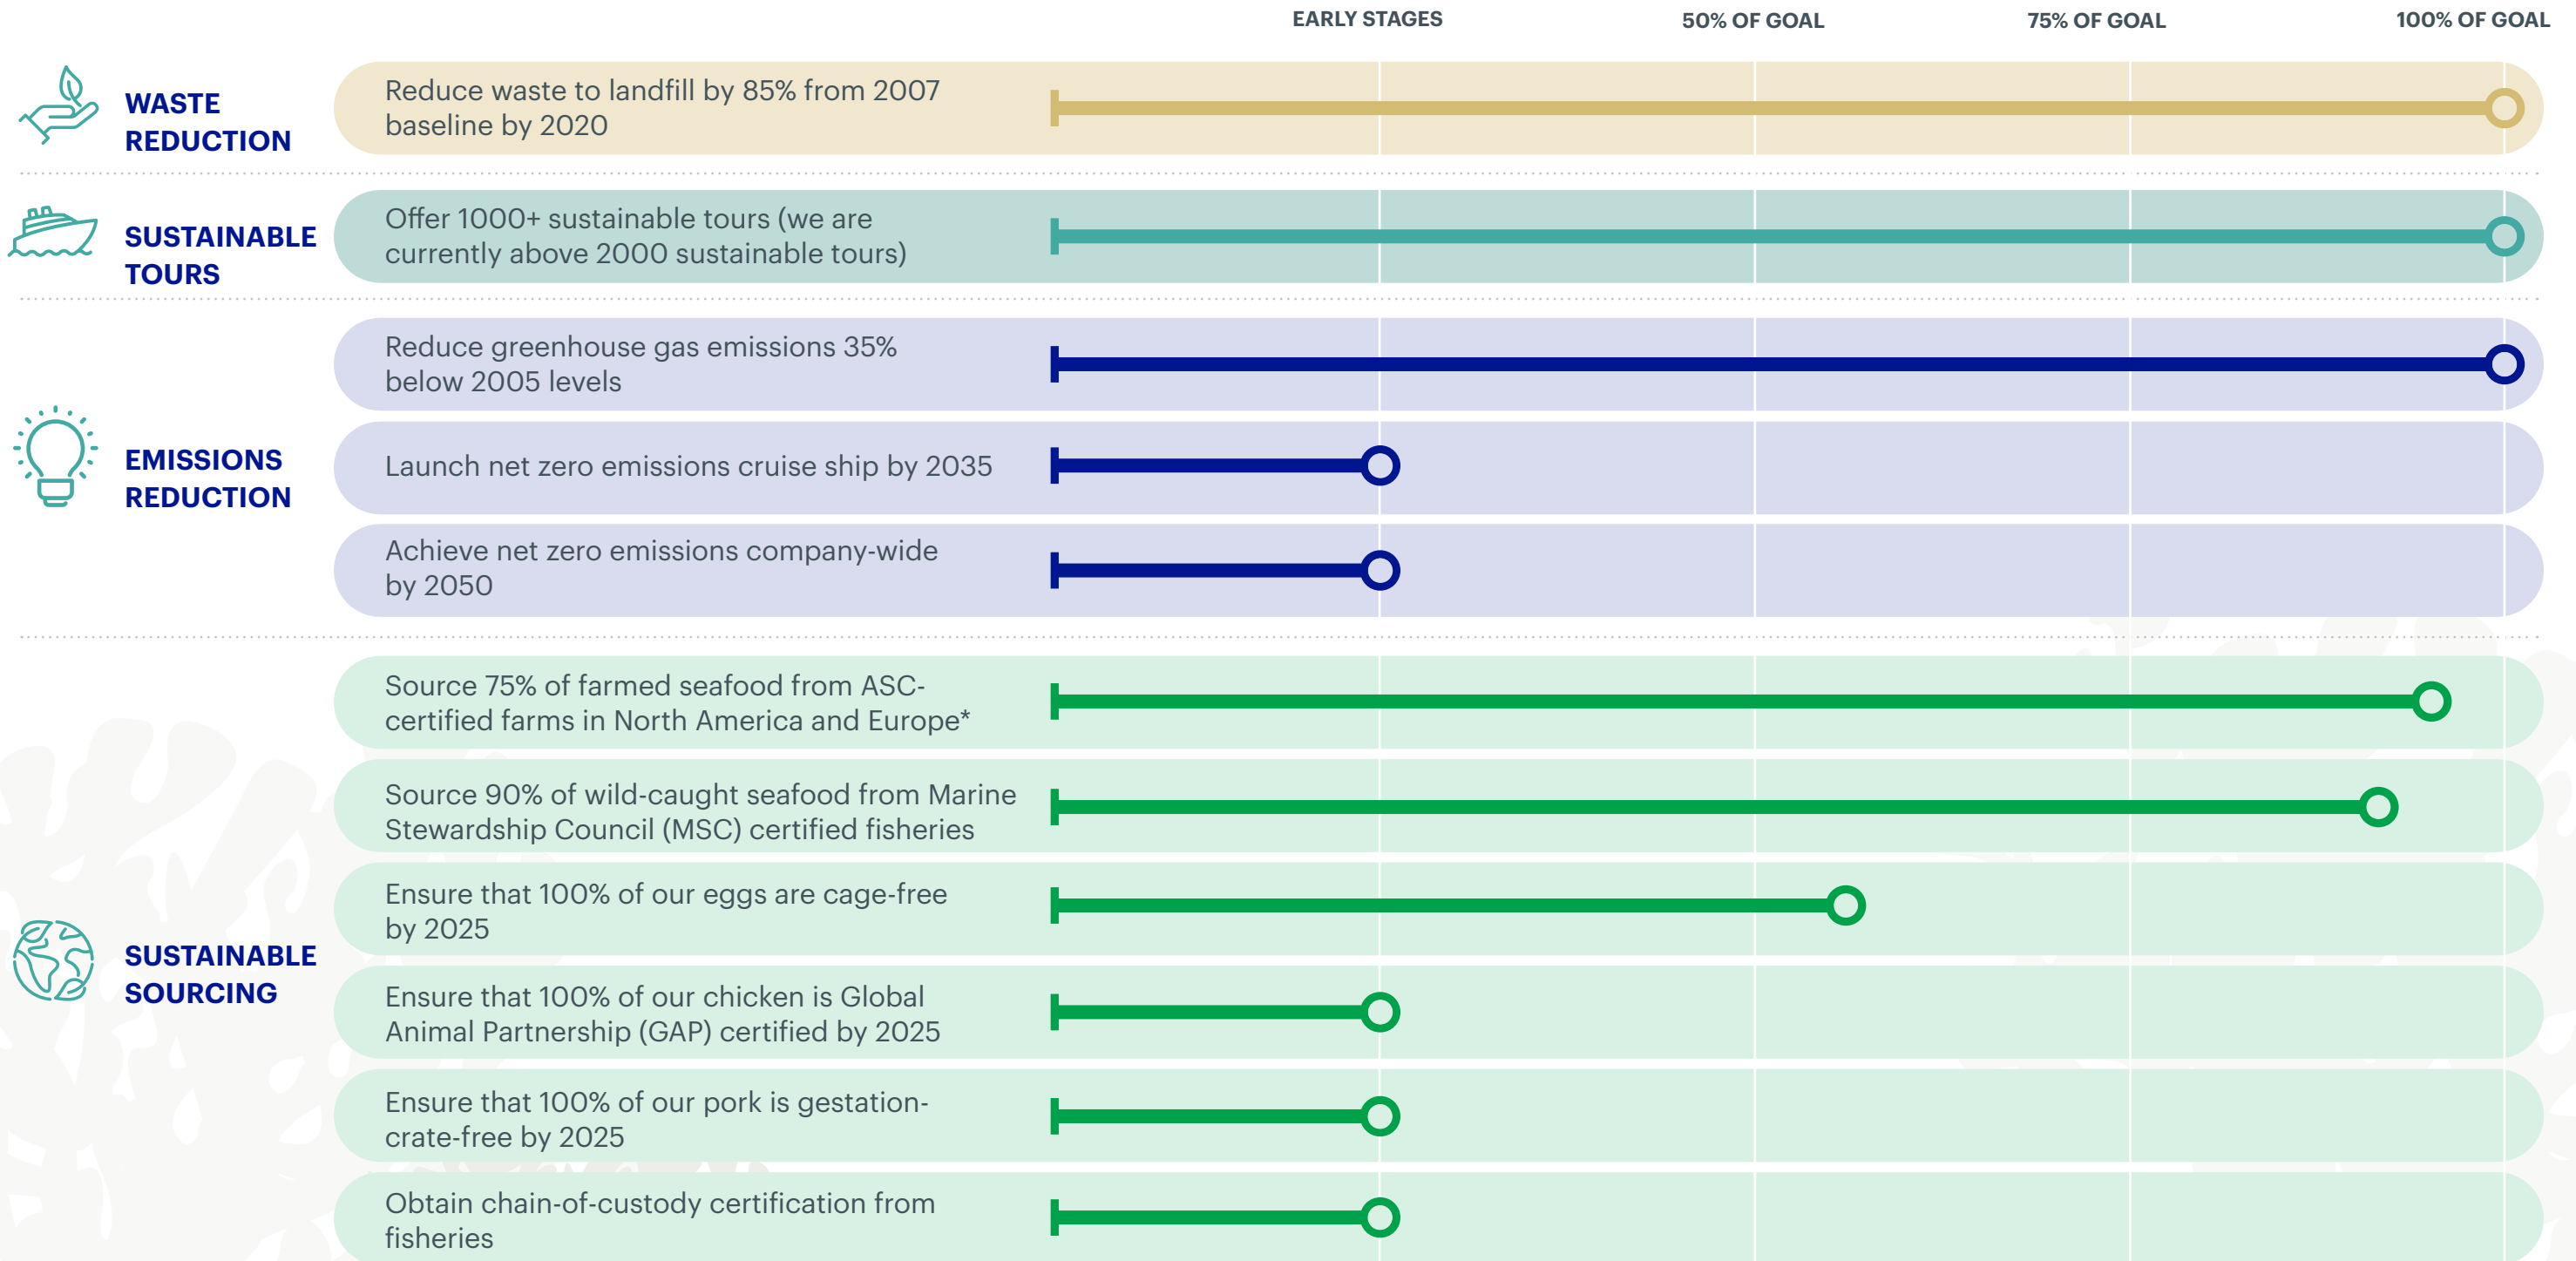 EARLY STAGES
50% OF GOAL
75% OF GOAL
100% OF GOAL
WASTE
REDUCTION
Reduce waste to landfill by 85% from 2007
baseline by 2020
SUSTAINABLE
TOURS
Offer 1000+ sustainable tours (we are
currently above 2000 sustainable tours)
EMISSIONS
REDUCTION
Reduce greenhouse gas emissions 35%
below 2005 levels
Launch net zero emissions cruise ship by 2035
Achieve net zero emissions company-wide
by 2050
SUSTAINABLE
SOURCING
Source 75% of farmed seafood from ASC-
certified farms in North America and Europe*
Source 90% of wild-caught seafood from Marine
Stewardship Council (MSC) certified fisheries
Ensure that 100% of our eggs are cage-free
by 2025
Ensure that 100% of our chicken is Global
Animal Partnership (GAP) certified by 2025
Ensure that 100% of our pork is gestation-
crate-free by 2025
Obtain chain-of-custody certification from
fisheries